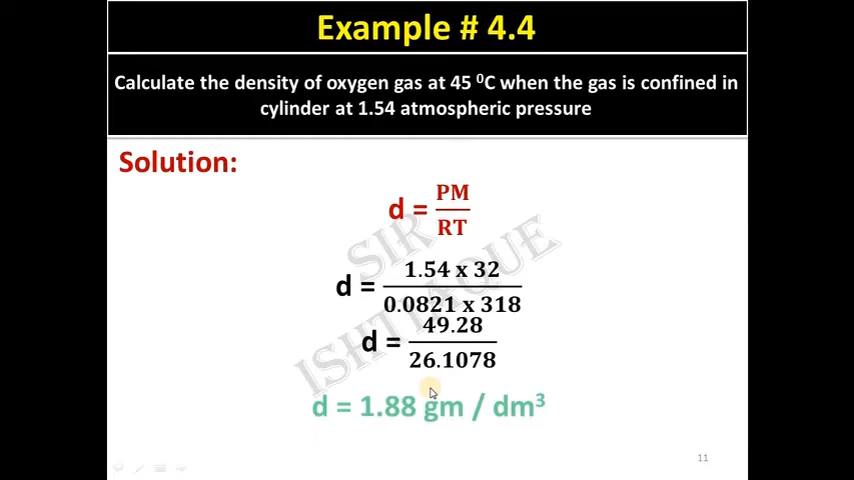 Example # 4.4
Calculate the density of oxygen gas at 45 ⁰C when the gas is confined in
cylinder at 1.54 atmospheric pressure
Solution:
d = PM / RT
d = 1.54 x 32 / 0.0821 x 318
d = 49.28 / 26.1078
d = 1.88 gm / dm³
SIR
ISHTIAQUE
11